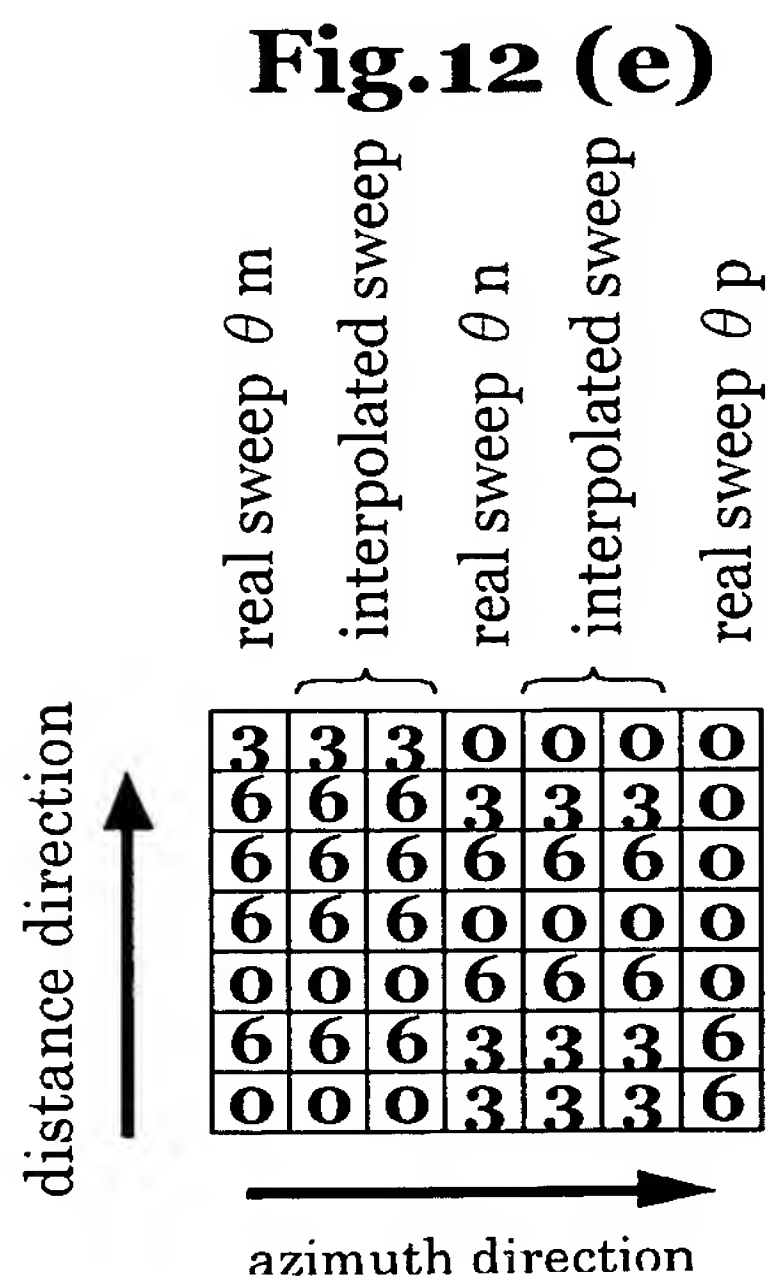 Fig.12 (e)
real sweep θ m
interpolated sweep
real sweep θ n
interpolated sweep
real sweep θ p
distance direction
3 3 3 0 0 0 0
6 6 6 3 3 3 0
6 6 6 6 6 6 0
6 6 6 0 0 0 0
0 0 0 6 6 6 0
6 6 6 3 3 3 6
0 0 0 3 3 3 6
azimuth direction